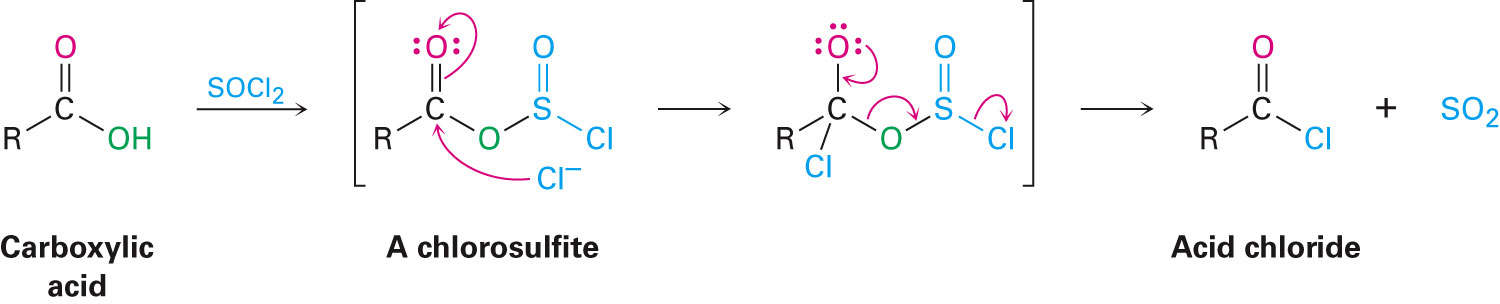 O
C
R
OH
SOCl2
O
C
R
O
O
S
Cl
Cl–
O
C
R
Cl
O
O
S
Cl
O
C
R
Cl
+
SO2
Carboxylic
acid
A chlorosulfite
Acid chloride